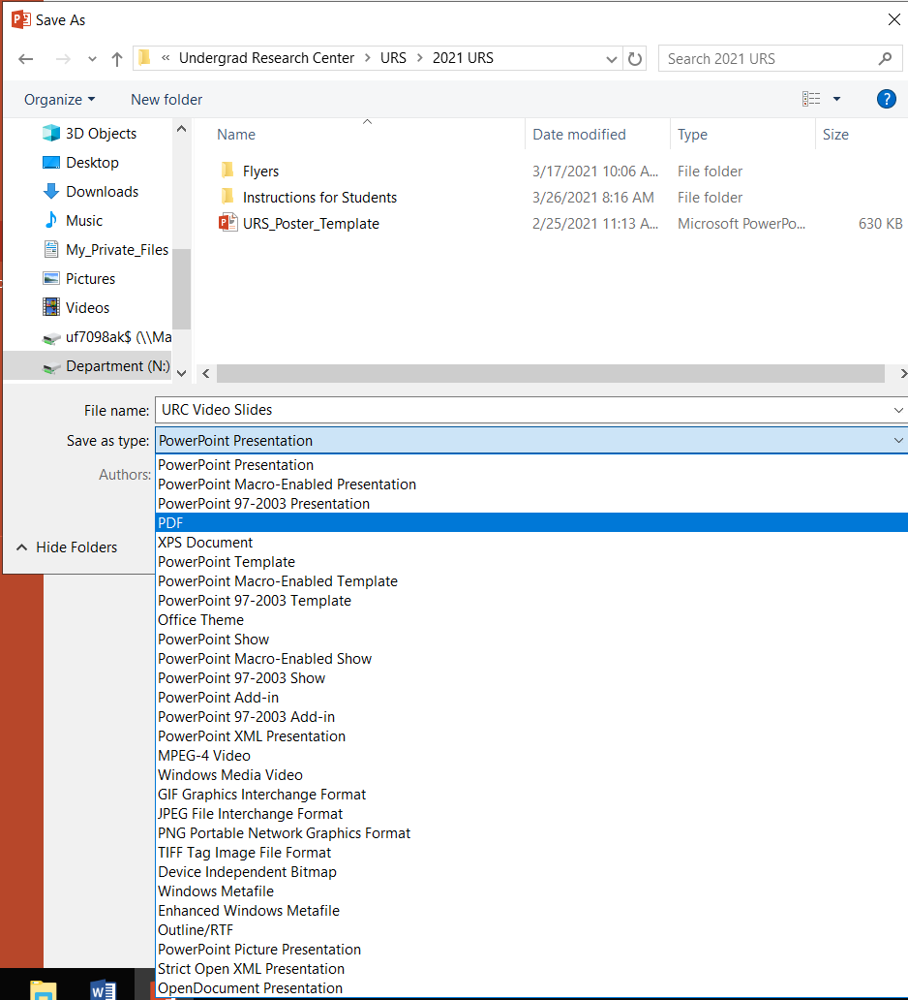 Save As
« Undergrad Research Center > URS > 2021 URS
Search 2021 URS
Organize
New folder
?
3D Objects
Desktop
Downloads
Music
My_Private_Files
Pictures
Videos
uf7098ak$ (\\Ma
Department (N:)
Name Date modified Type Size
Flyers 3/17/2021 10:06 A... File folder
Instructions for Students 3/26/2021 8:16 AM File folder
URS_Poster_Template 2/25/2021 11:13 A... Microsoft PowerPo... 630 KB
File name: URC Video Slides
Save as type: PowerPoint Presentation
Authors:
Hide Folders
PowerPoint Presentation
PowerPoint Macro-Enabled Presentation
PowerPoint 97-2003 Presentation
PDF
XPS Document
PowerPoint Template
PowerPoint Macro-Enabled Template
PowerPoint 97-2003 Template
Office Theme
PowerPoint Show
PowerPoint Macro-Enabled Show
PowerPoint 97-2003 Show
PowerPoint Add-in
PowerPoint 97-2003 Add-in
PowerPoint XML Presentation
MPEG-4 Video
Windows Media Video
GIF Graphics Interchange Format
JPEG File Interchange Format
PNG Portable Network Graphics Format
TIFF Tag Image File Format
Device Independent Bitmap
Windows Metafile
Enhanced Windows Metafile
Outline/RTF
PowerPoint Picture Presentation
Strict Open XML Presentation
OpenDocument Presentation